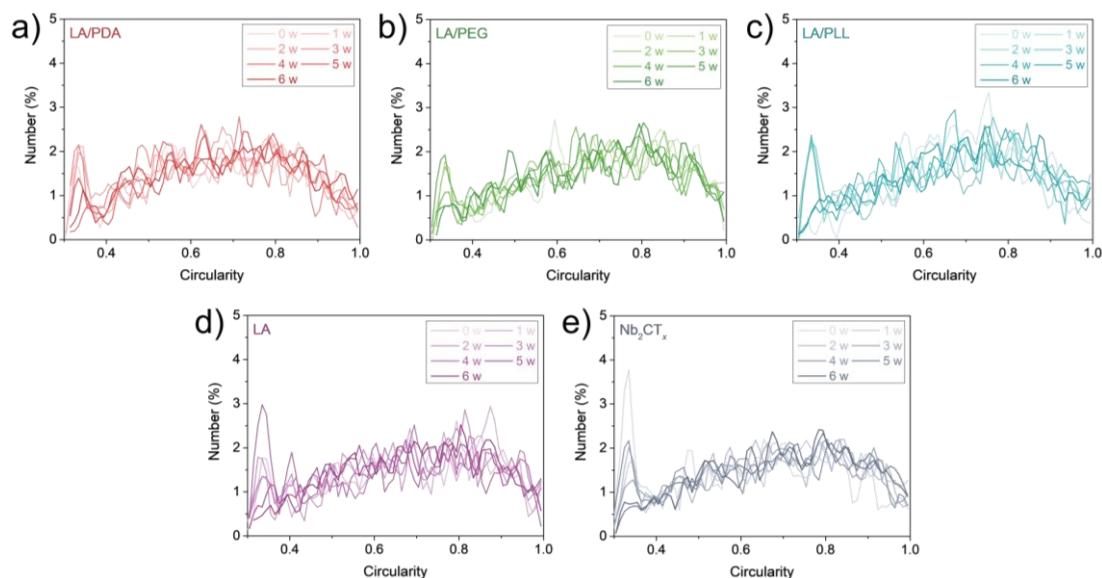 a)
LA/PDA
Number (%)
5
4
3
2
1
0
0 w 1 w
2 w 3 w
4 w 5 w
6 w
0.4 0.6 0.8 1.0
Circularity
b)
LA/PEG
Number (%)
5
4
3
2
1
0
0 w 1 w
2 w 3 w
4 w 5 w
6 w
0.4 0.6 0.8 1.0
Circularity
c)
LA/PLL
Number (%)
5
4
3
2
1
0
0 w 1 w
2 w 3 w
4 w 5 w
6 w
0.4 0.6 0.8 1.0
Circularity
d)
LA
Number (%)
5
4
3
2
1
0
0 w 1 w
2 w 3 w
4 w 5 w
6 w
0.4 0.6 0.8 1.0
Circularity
e)
Nb₂CTₓ
Number (%)
5
4
3
2
1
0
0 w 1 w
2 w 3 w
4 w 5 w
6 w
0.4 0.6 0.8 1.0
Circularity